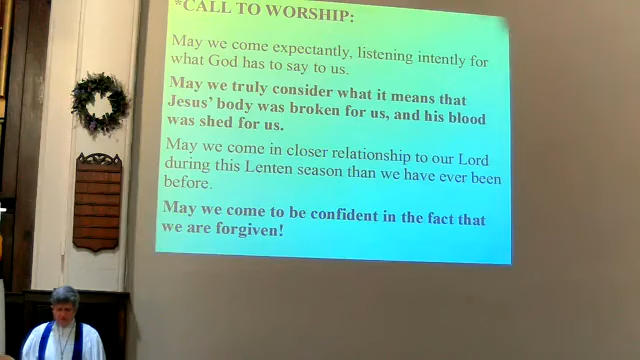 *CALL TO WORSHIP:
May we come expectantly, listening intently for
what God has to say to us.
May we truly consider what it means that
Jesus' body was broken for us, and his blood
was shed for us.
May we come in closer relationship to our Lord
during this Lenten season than we have ever been
before.
May we come to be confident in the fact that
we are forgiven!